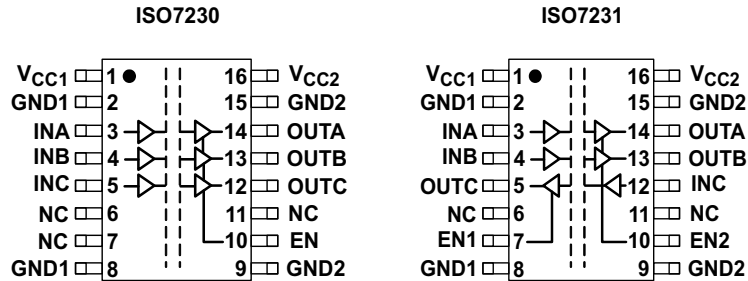 ISO7230 ISO7231
VCC1 1 16 VCC2 VCC1 1 16 VCC2
GND1 2 15 GND2 GND1 2 15 GND2
INA 3 14 OUTA INA 3 14 OUTA
INB 4 13 OUTB INB 4 13 OUTB
INC 5 12 OUTC OUTC 5 12 INC
NC 6 11 NC NC 6 11 NC
NC 7 10 EN EN1 7 10 EN2
GND1 8 9 GND2 GND1 8 9 GND2